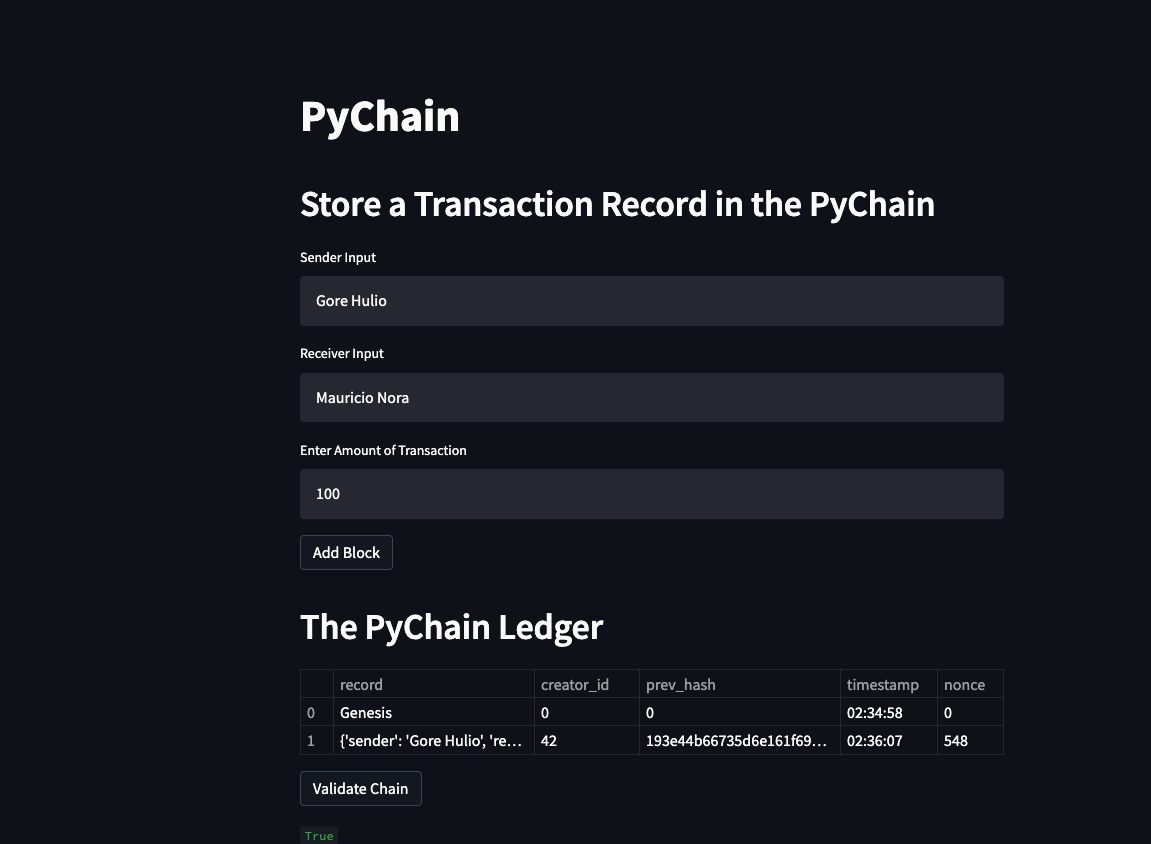 PyChain
Store a Transaction Record in the PyChain
Sender Input
Gore Hulio
Receiver Input
Mauricio Nora
Enter Amount of Transaction
100
Add Block
The PyChain Ledger
record creator_id prev_hash timestamp nonce
0 Genesis 0 0 02:34:58 0
1 {'sender': 'Gore Hulio', 're... 42 193e44b66735d6e161f69... 02:36:07 548
Validate Chain
True